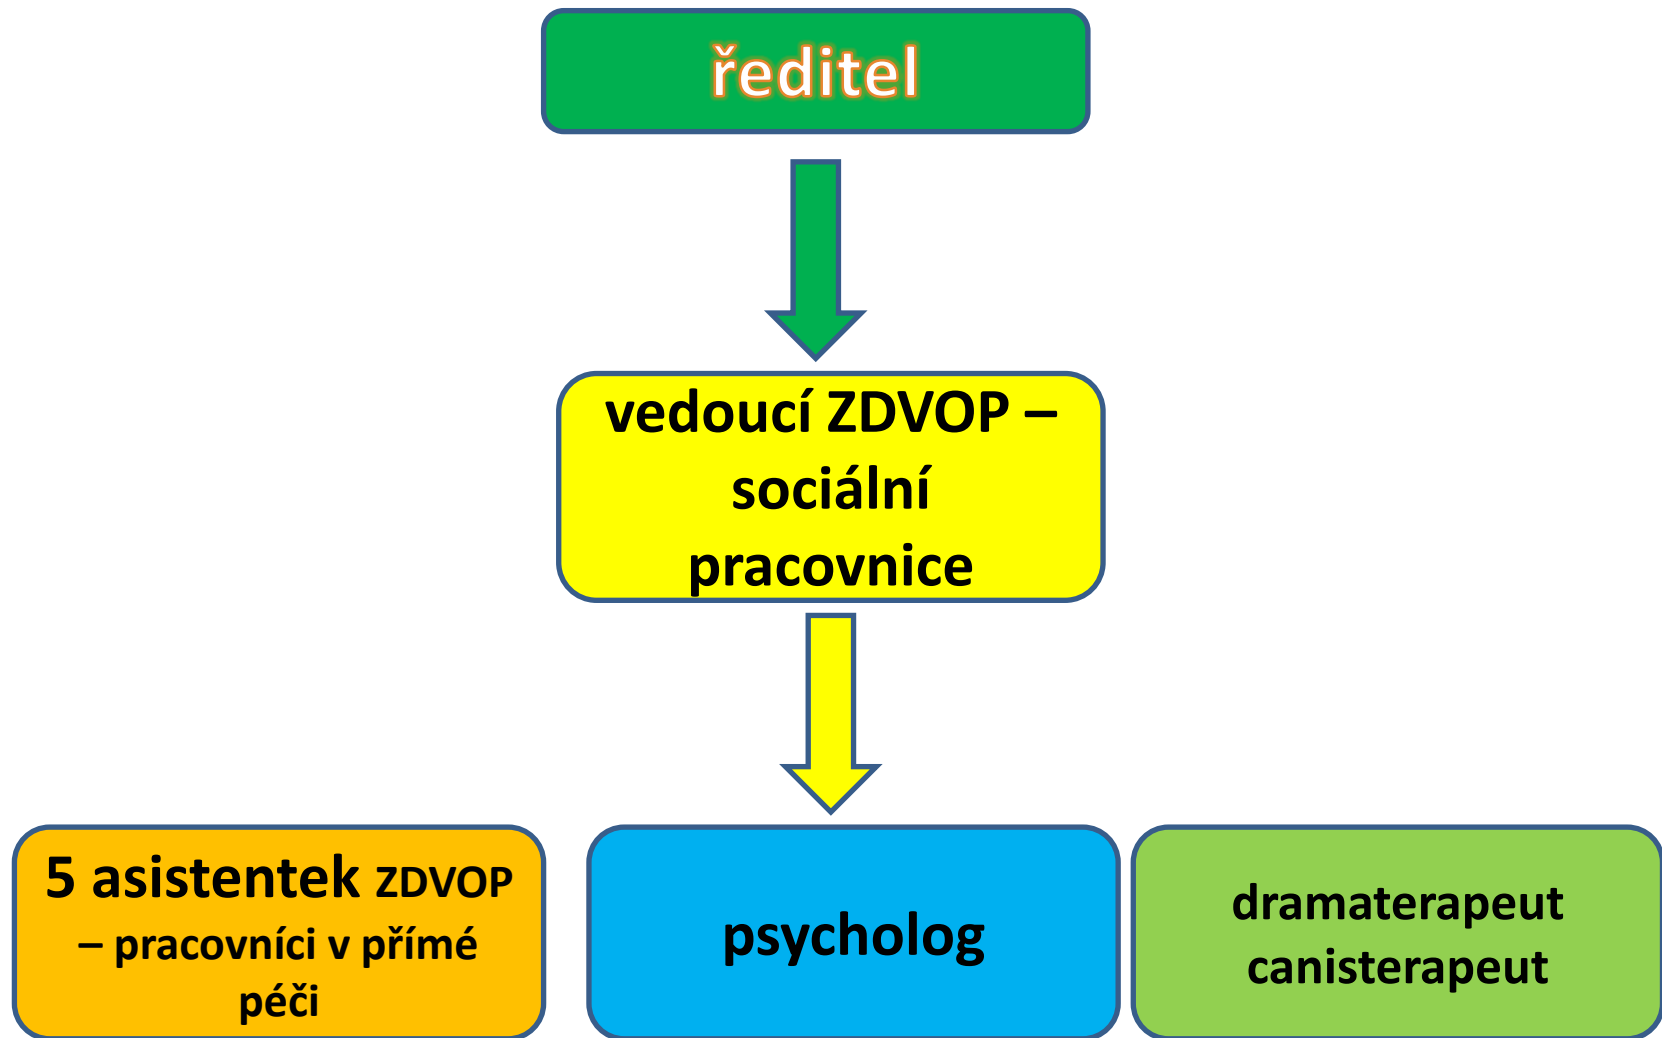 ředitel
vedoucí ZDVOP –
sociální
pracovnice
5 asistentek ZDVOP
– pracovníci v přímé
péči
psycholog
dramaterapeut
canisterapeut